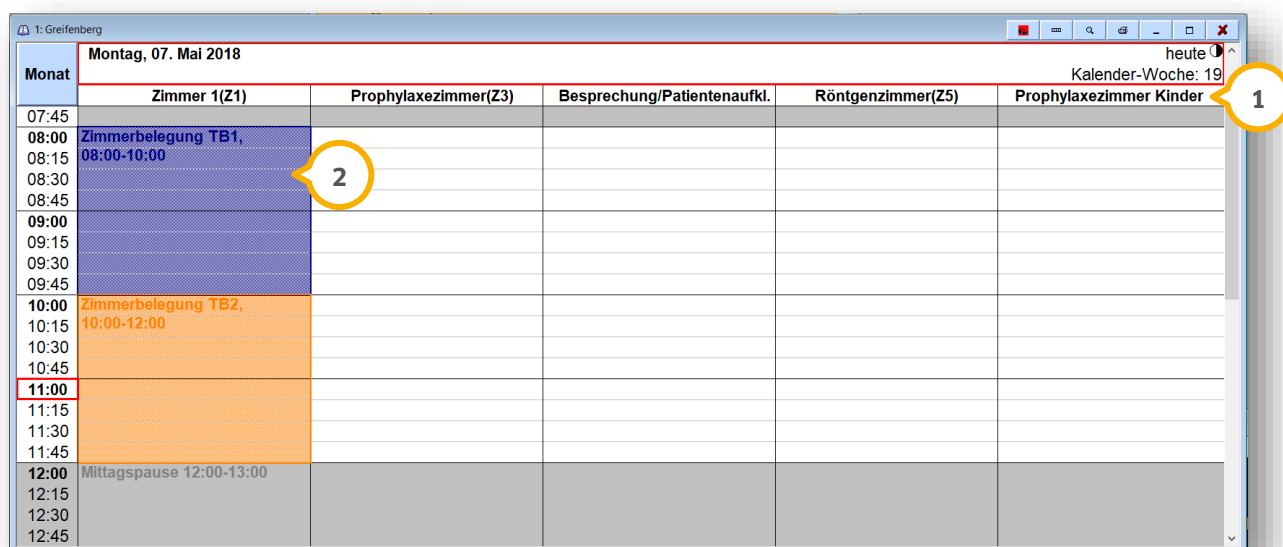 1: Greifenberg
Montag, 07. Mai 2018
heute
Monat
Kalender-Woche: 19
Zimmer 1(Z1) Prophylaxezimmer(Z3) Besprechung/Patientenaufkl. Röntgenzimmer(Z5) Prophylaxezimmer Kinder
1
07:45
08:00 Zimmerbelegung TB1,
08:15 08:00-10:00
2
08:30
08:45
09:00
09:15
09:30
09:45
10:00 Zimmerbelegung TB2,
10:15 10:00-12:00
10:30
10:45
11:00
11:15
11:30
11:45
12:00 Mittagspause 12:00-13:00
12:15
12:30
12:45